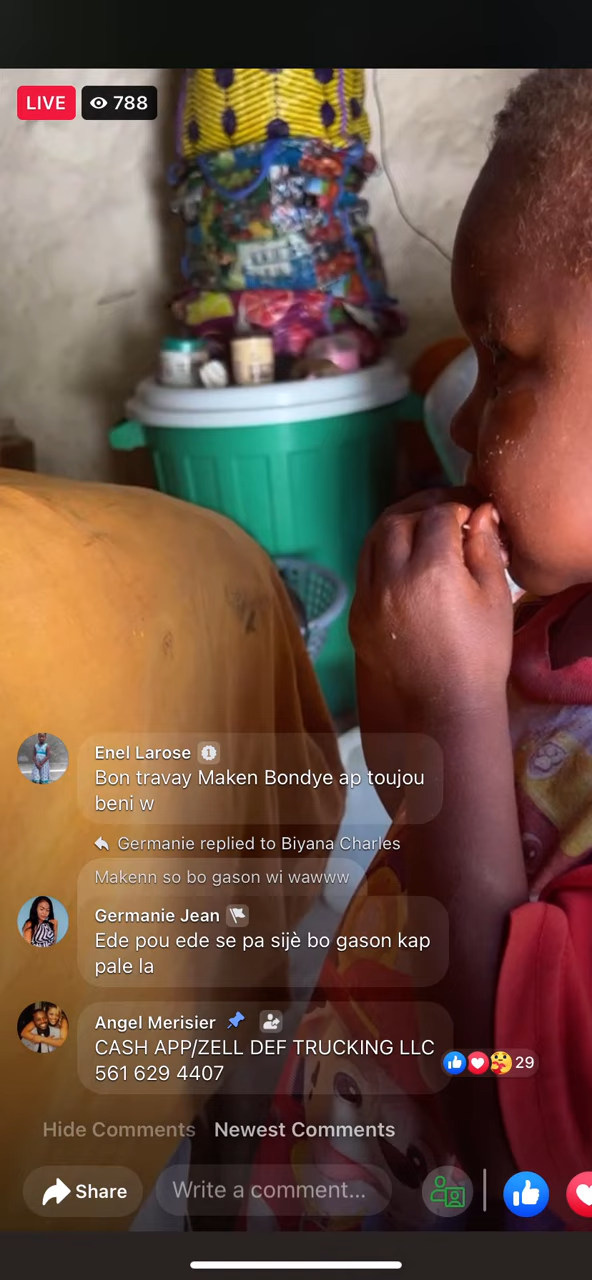 LIVE 788
Enel Larose
Bon travay Maken Bondye ap toujou
beni w
Germanie replied to Biyana Charles
Makenn so bo gason wi wawww
Germanie Jean
Ede pou ede se pa sijè bo gason kap
pale la
Angel Merisier
CASH APP/ZELL DEF TRUCKING LLC
561 629 4407
29
Hide Comments Newest Comments
Share Write a comment...